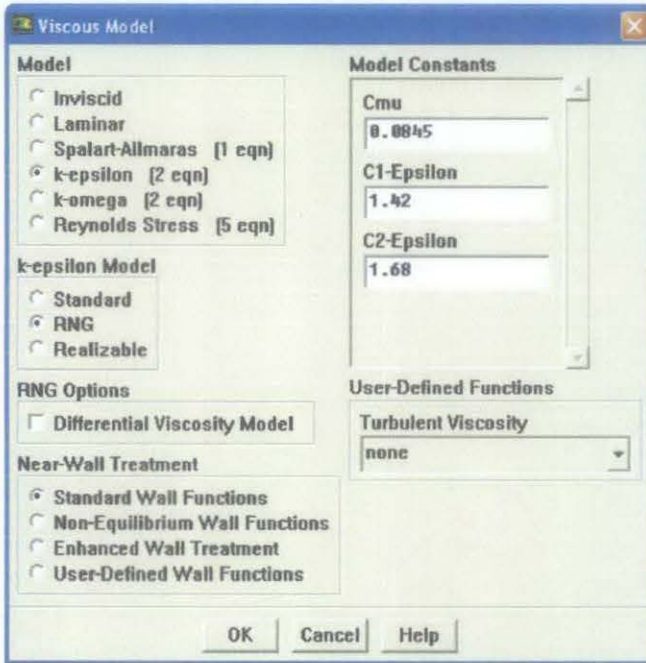 Viscous Model
Model
Inviscid
Laminar
Spalart-Allmaras (1 eqn)
k-epsilon (2 eqn)
k-omega (2 eqn)
Reynolds Stress (5 eqn)
k-epsilon Model
Standard
RNG
Realizable
RNG Options
Differential Viscosity Model
Near-Wall Treatment
Standard Wall Functions
Non-Equilibrium Wall Functions
Enhanced Wall Treatment
User-Defined Wall Functions
Model Constants
Cmu
0.0845
C1-Epsilon
1.42
C2-Epsilon
1.68
User-Defined Functions
Turbulent Viscosity
none
OK
Cancel
Help